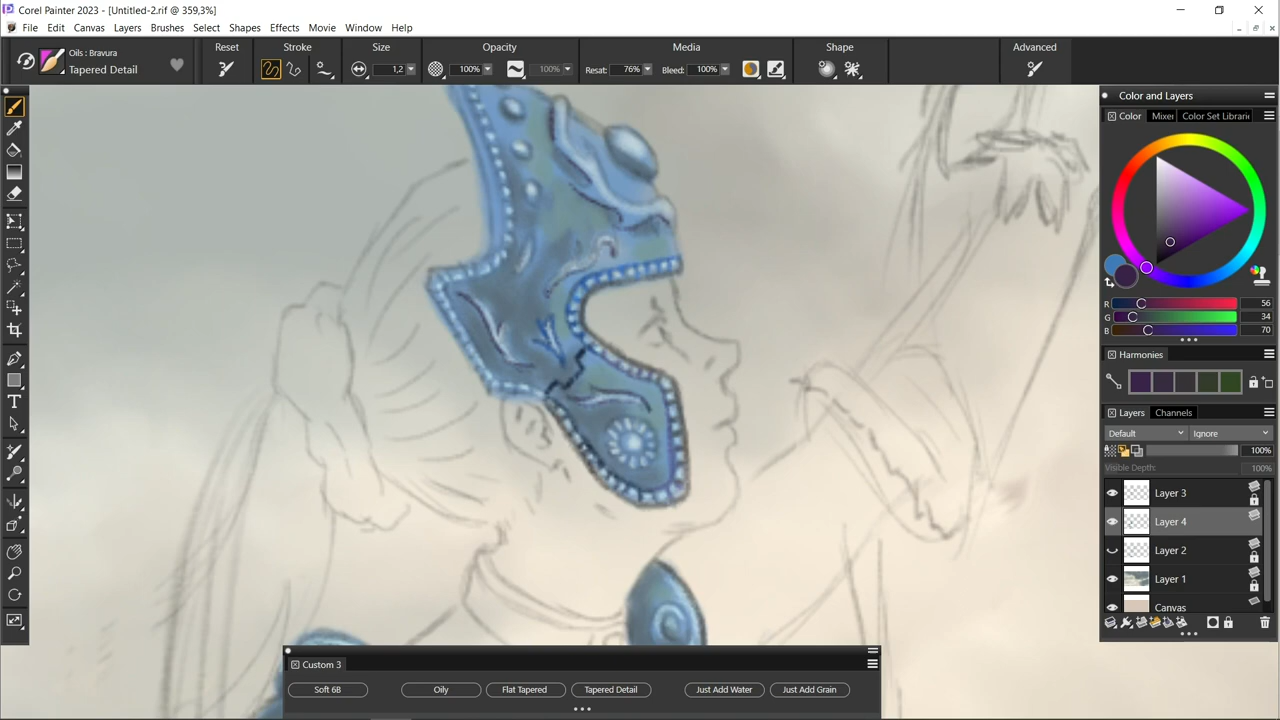 Corel Painter 2023 - [Untitled-2.rif @ 359,3%]
File Edit Canvas Layers Brushes Select Shapes Effects Movie Window Help
Oils : Bravura
Tapered Detail
Reset
Stroke
Size
1,2
Opacity
100%
100%
Media
Resat: 76%
Bleed: 100%
Shape
Advanced
Color and Layers
Color
Mixer
Color Set Librari
R 56
G 34
B 70
Harmonies
Layers Channels
Default Ignore
100%
Visible Depth: 100%
Layer 3
Layer 4
Layer 2
Layer 1
Canvas
Custom 3
Soft 6B Oily Flat Tapered Tapered Detail Just Add Water Just Add Grain